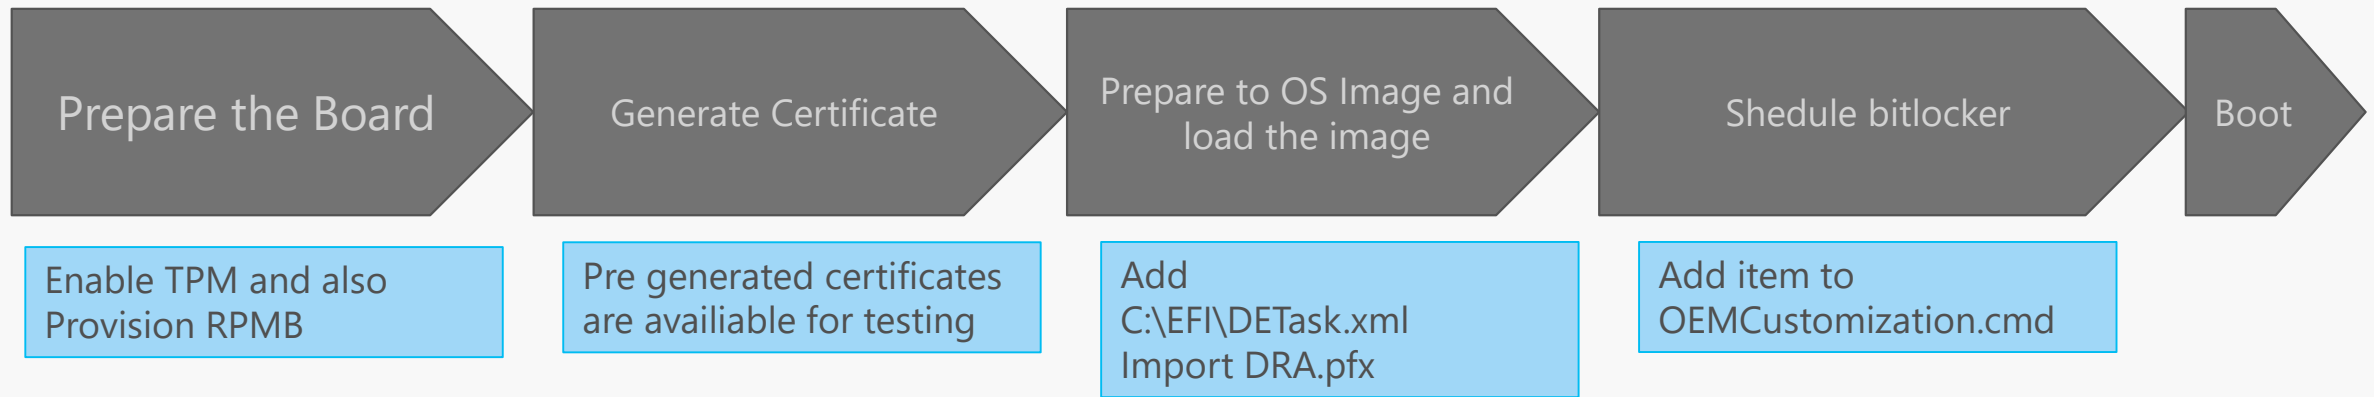 Prepare the Board
Generate Certificate
Prepare to OS Image and
load the image
Shedule bitlocker
Boot
Enable TPM and also
Provision RPMB
Pre generated certificates
are availiable for testing
Add
C:\EFI\DETask.xml
Import DRA.pfx
Add item to
OEMCustomization.cmd